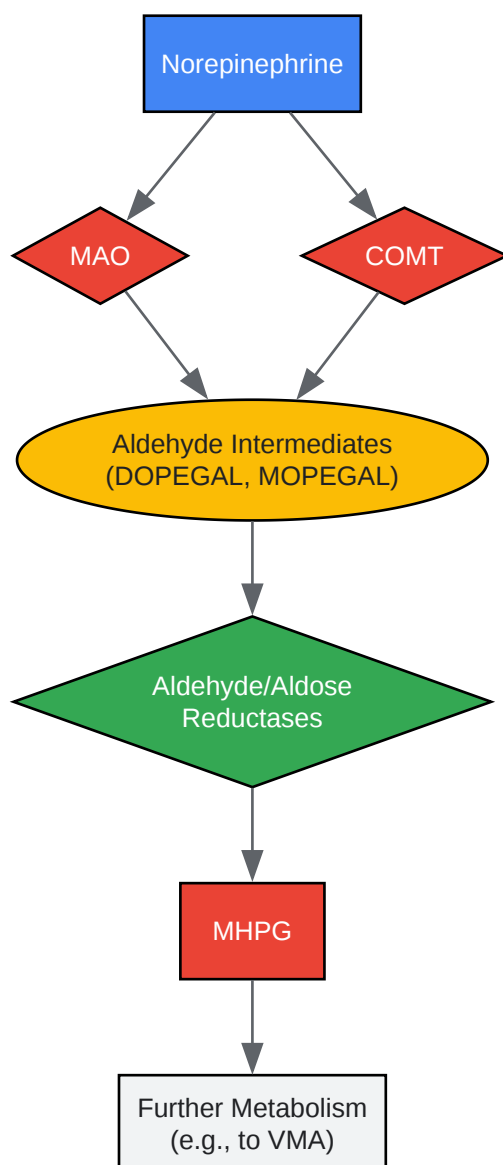 Norepinephrine
MAO
COMT
Aldehyde Intermediates
(DOPEGAL, MOPEGAL)
Aldehyde/Aldose
Reductases
MHPG
Further Metabolism
(e.g., to VMA)